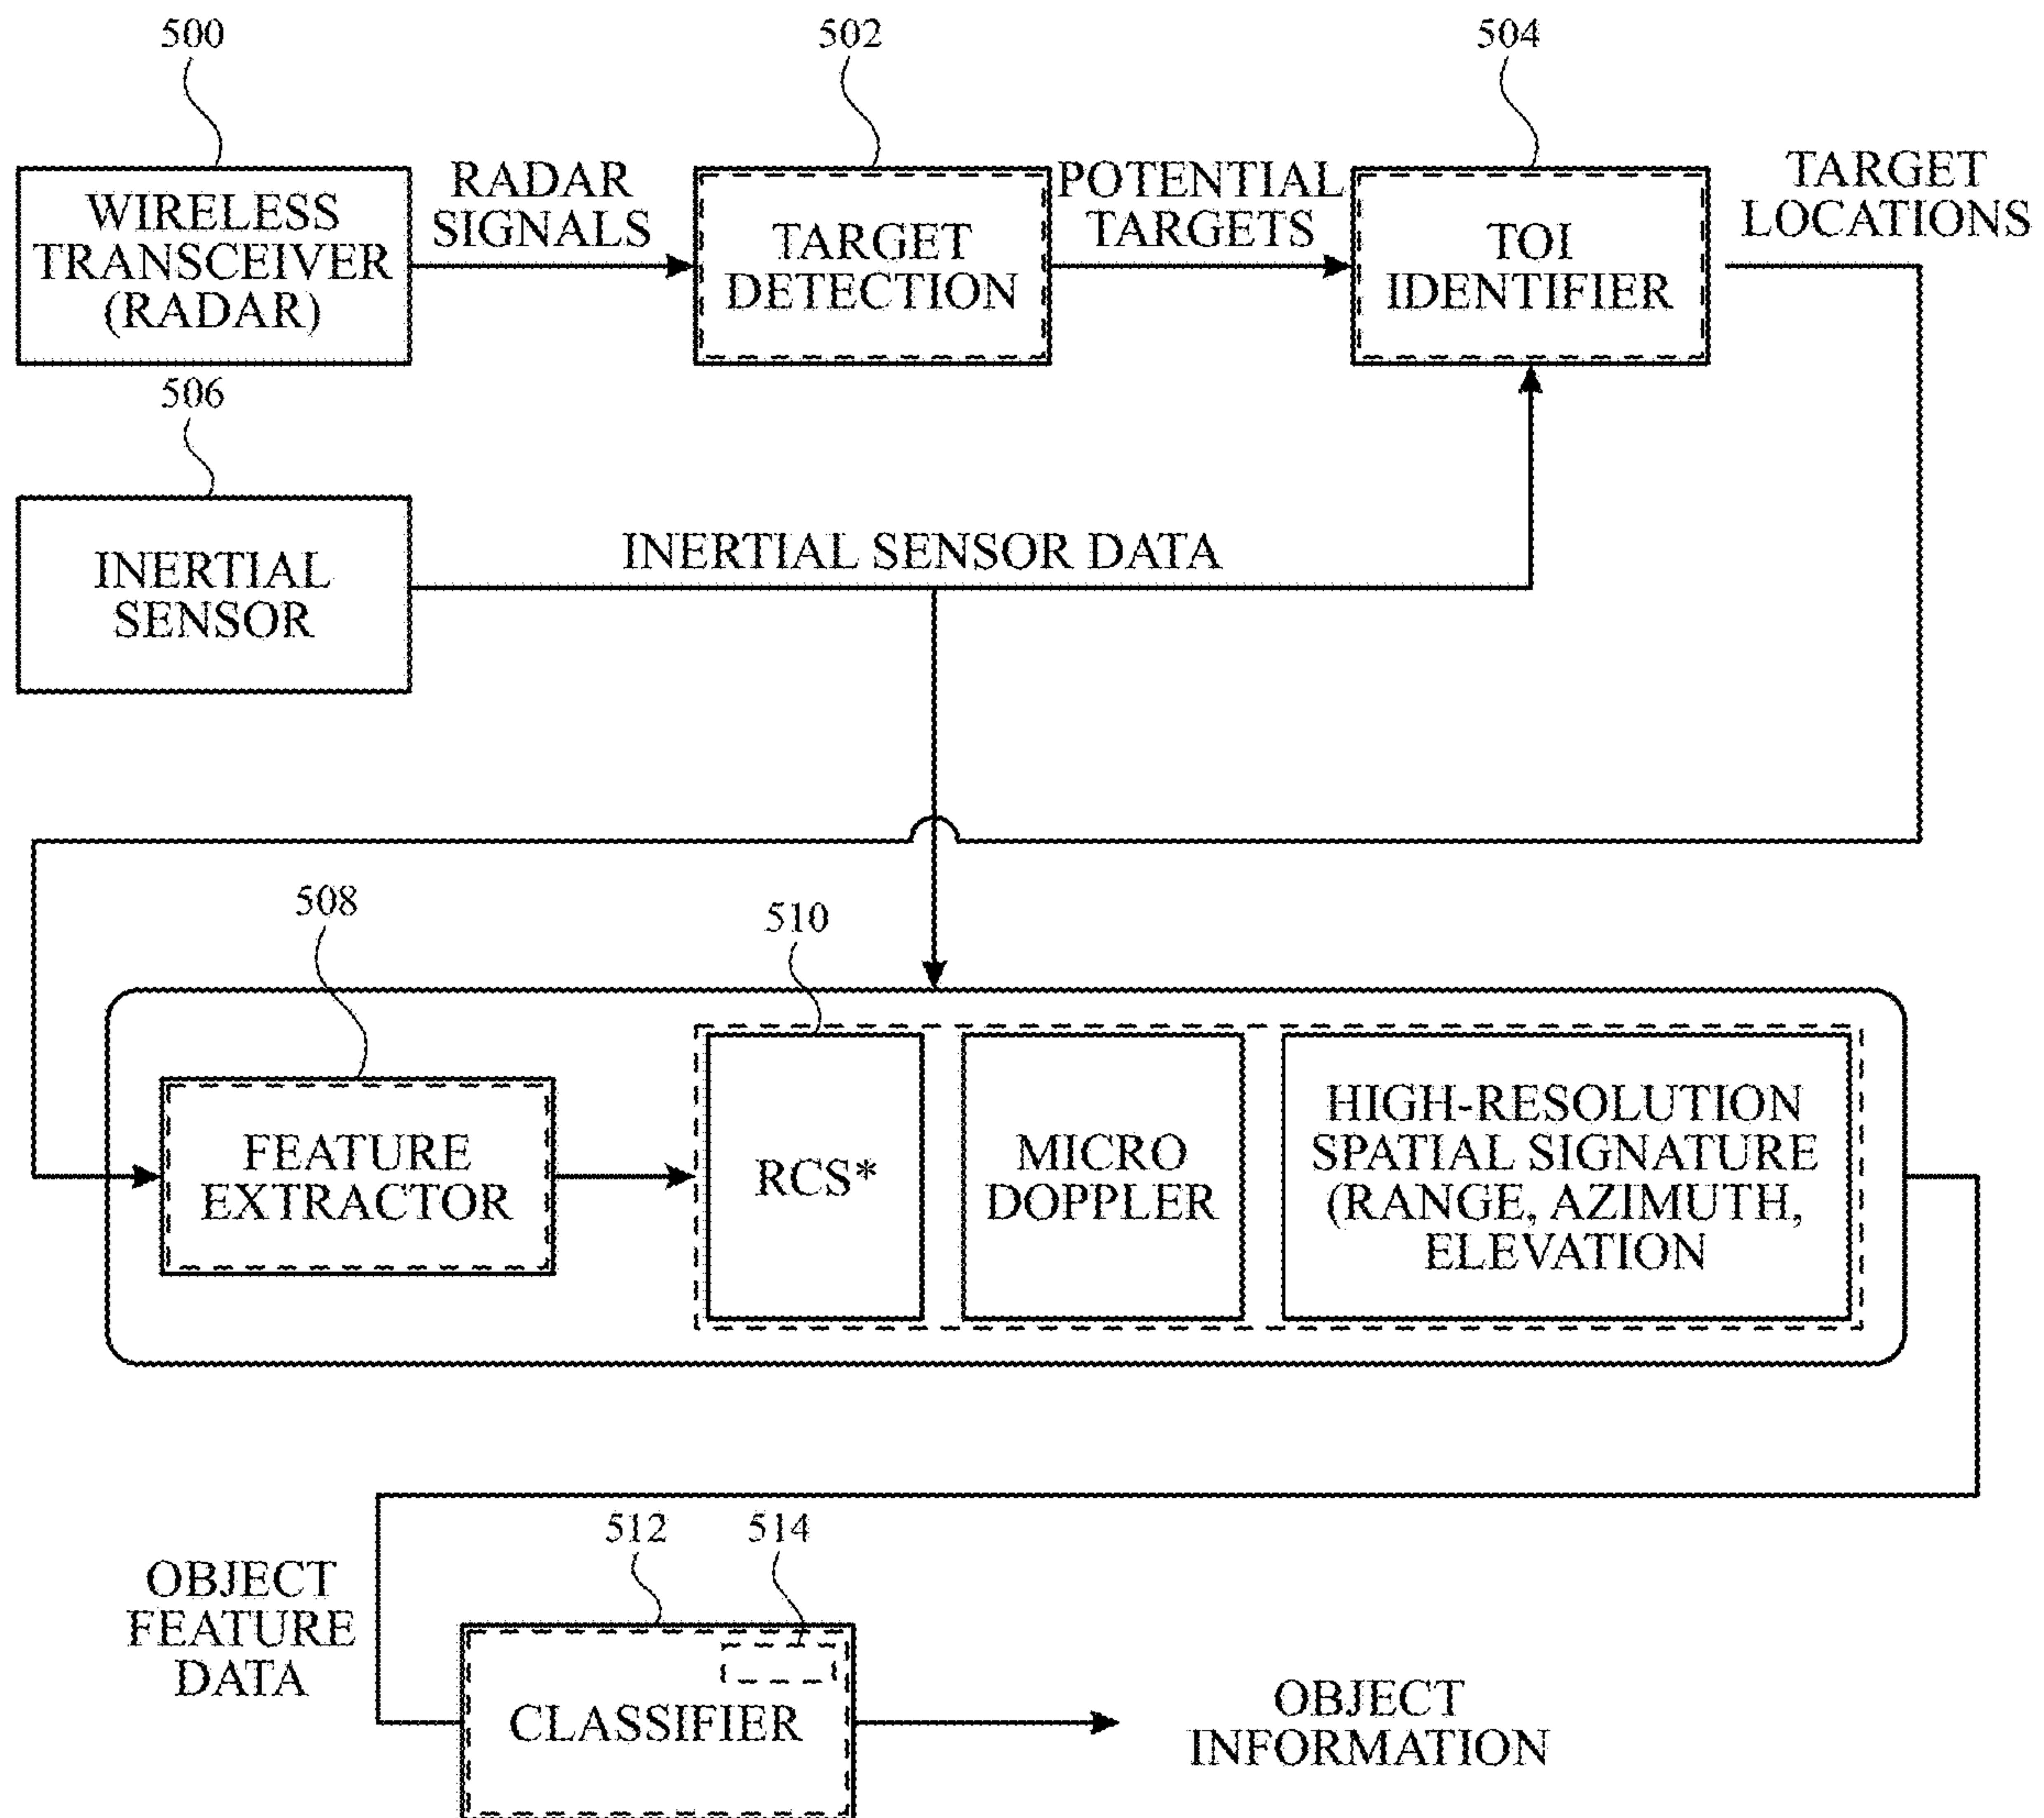 500
502
504
WIRELESS
TRANSCEIVER
(RADAR)
RADAR
SIGNALS
TARGET
DETECTION
POTENTIAL
TARGETS
TOI
IDENTIFIER
TARGET
LOCATIONS
506
INERTIAL
SENSOR
INERTIAL SENSOR DATA
508
510
FEATURE
EXTRACTOR
RCS*
MICRO
DOPPLER
HIGH-RESOLUTION
SPATIAL SIGNATURE
(RANGE, AZIMUTH,
ELEVATION
512
514
OBJECT
FEATURE
DATA
CLASSIFIER
OBJECT
INFORMATION